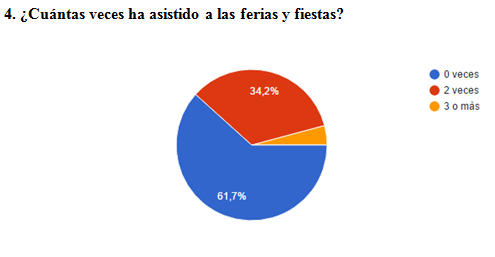 4. ¿Cuántas veces ha asistido a las ferias y fiestas?
34,2%
61,7%
0 veces
2 veces
3 o más